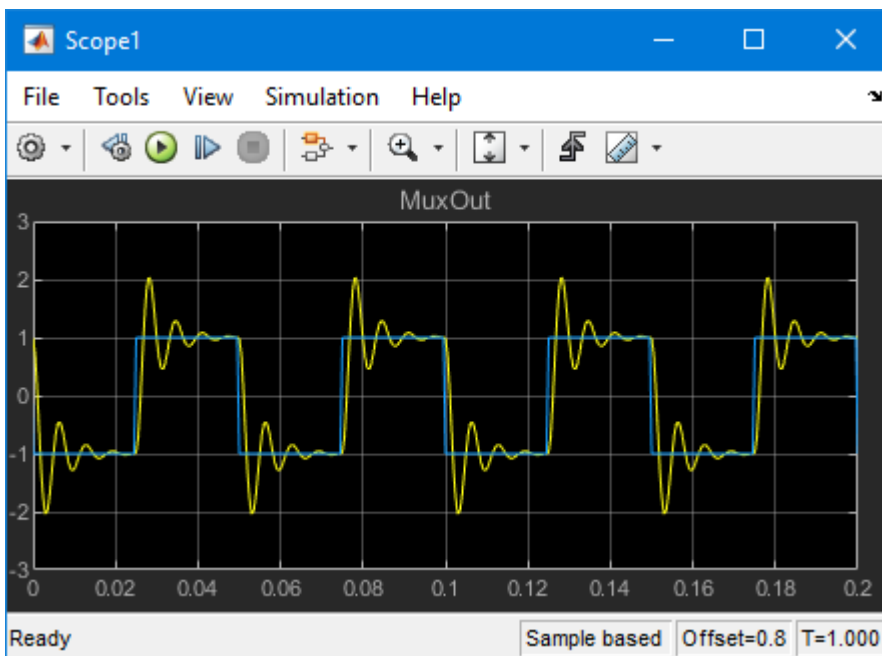 Scope1
File Tools View Simulation Help
MuxOut
3
2
1
0
-1
-2
-3
0 0.02 0.04 0.06 0.08 0.1 0.12 0.14 0.16 0.18 0.2
Ready Sample based Offset=0.8 T=1.000